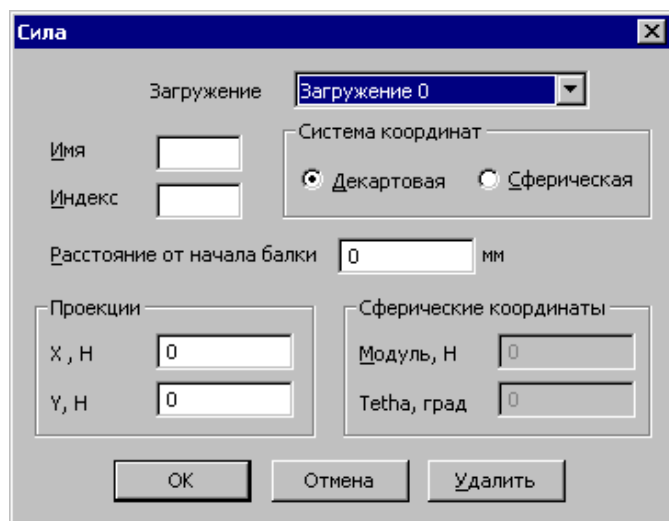 Сила
Загружение Загружение 0
Система координат
Имя
Декартовая Сферическая
Индекс
Расстояние от начала балки 0 мм
Проекции Сферические координаты
X , Н 0 Модуль, Н 0
Y, Н 0 Tetha, град 0
OK Отмена Удалить